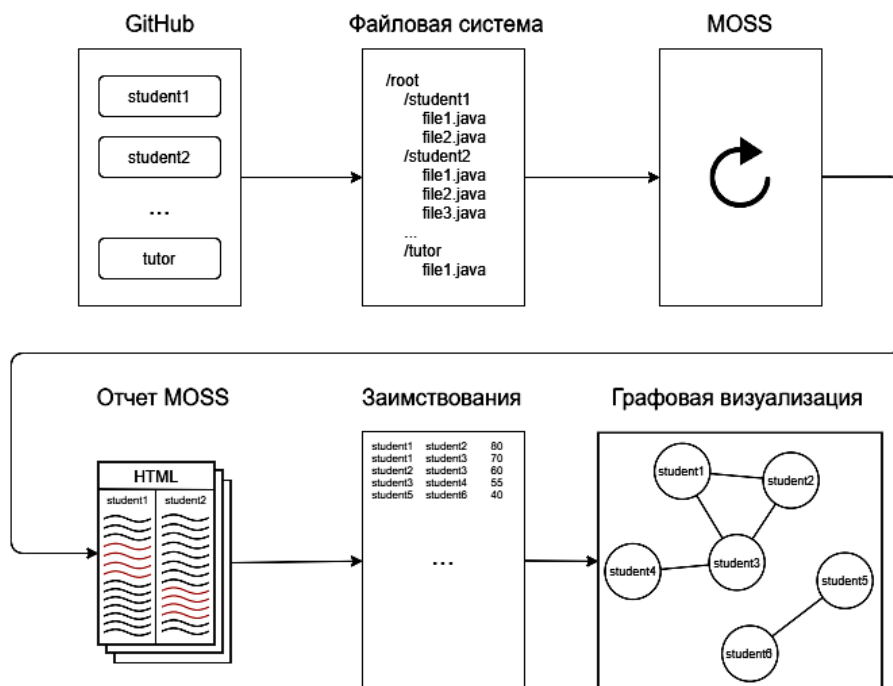 GitHub
student1
student2
...
tutor
Файловая система
/root
/student1
file1.java
file2.java
/student2
file1.java
file2.java
file3.java
...
/tutor
file1.java
MOSS
Отчет MOSS
HTML
student1 student2
Заимствования
student1 student2 80
student1 student3 70
student2 student3 60
student3 student4 55
student5 student6 40
...
Графовая визуализация
student1
student2
student3
student4
student5
student6